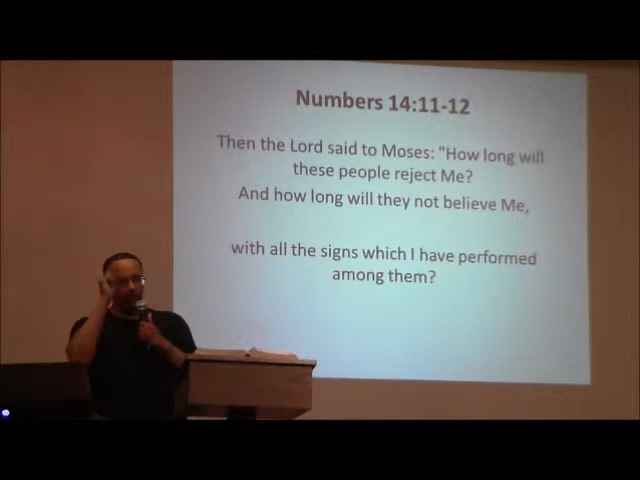 Numbers 14:11-12
Then the Lord said to Moses: "How long will
these people reject Me?
And how long will they not believe Me,
with all the signs which I have performed
among them?